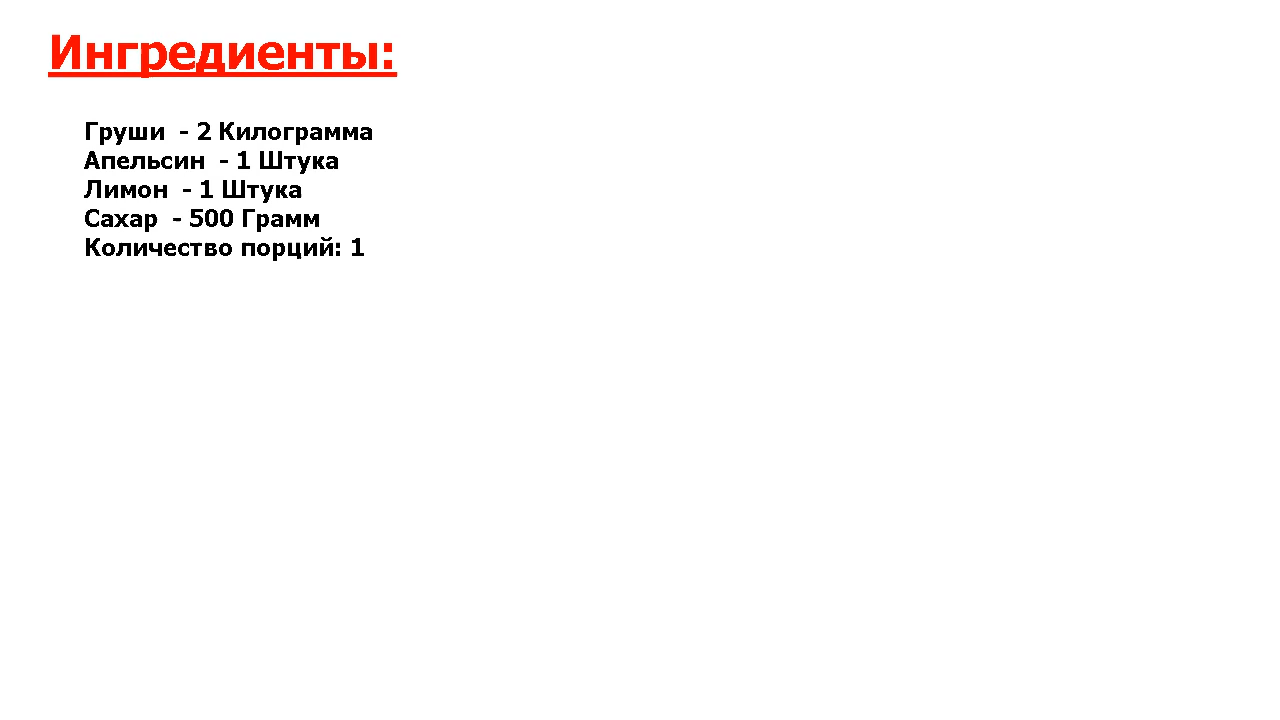 Ингредиенты:
Груши  - 2 Килограмма
Апельсин  - 1 Штука
Лимон  - 1 Штука
Сахар  - 500 Грамм
Количество порций: 1